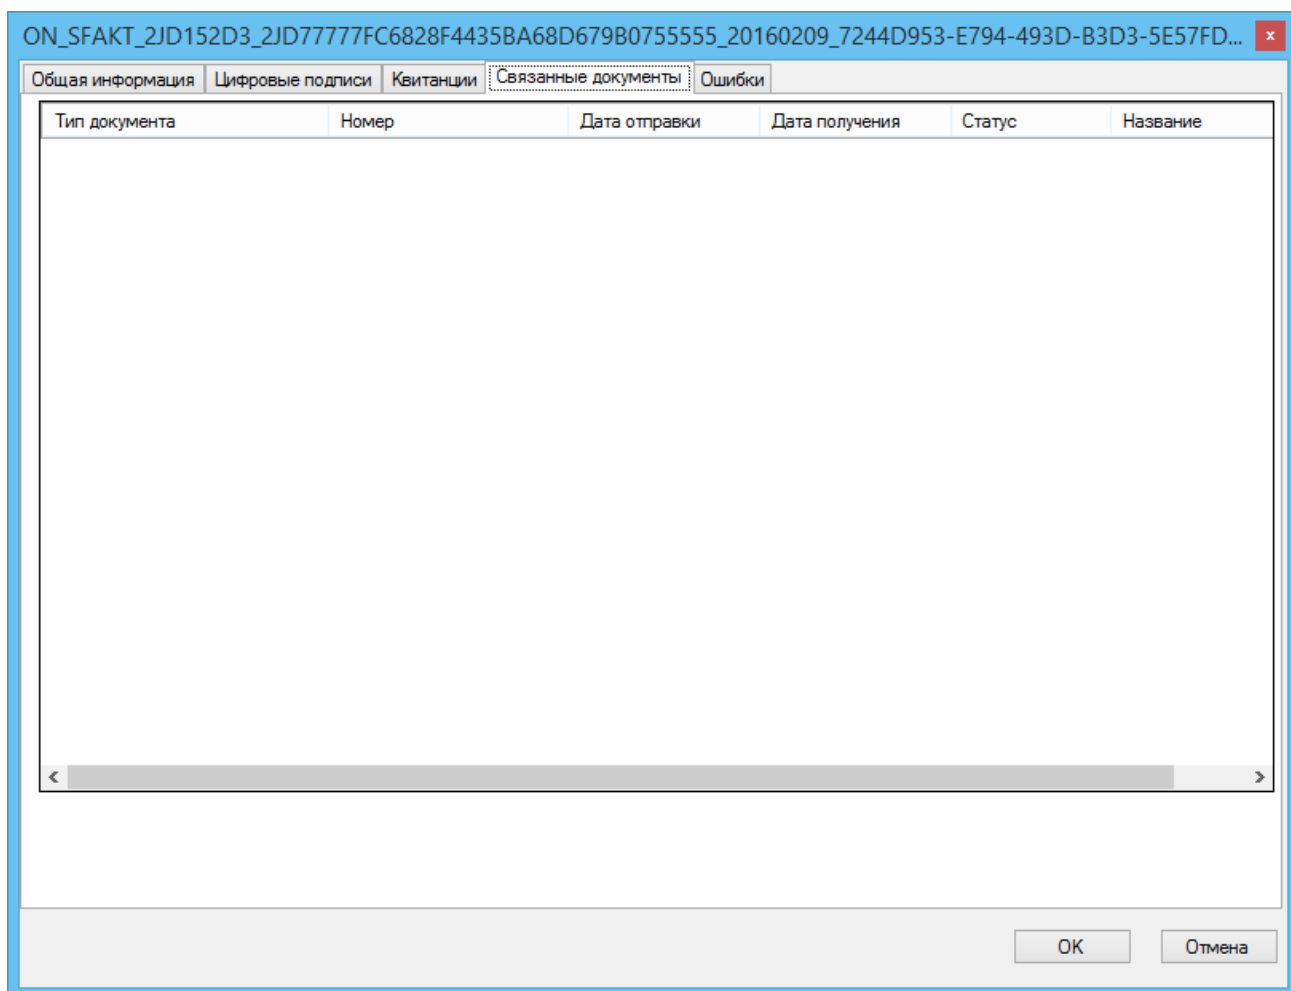 ON_SFAKT_2JD152D3_2JD77777FC6828F4435BA68D679B0755555_20160209_7244D953-E794-493D-B3D3-5E57FD...
Общая информация Цифровые подписи Квитанции Связанные документы Ошибки
Тип документа Номер Дата отправки Дата получения Статус Название
OK Отмена